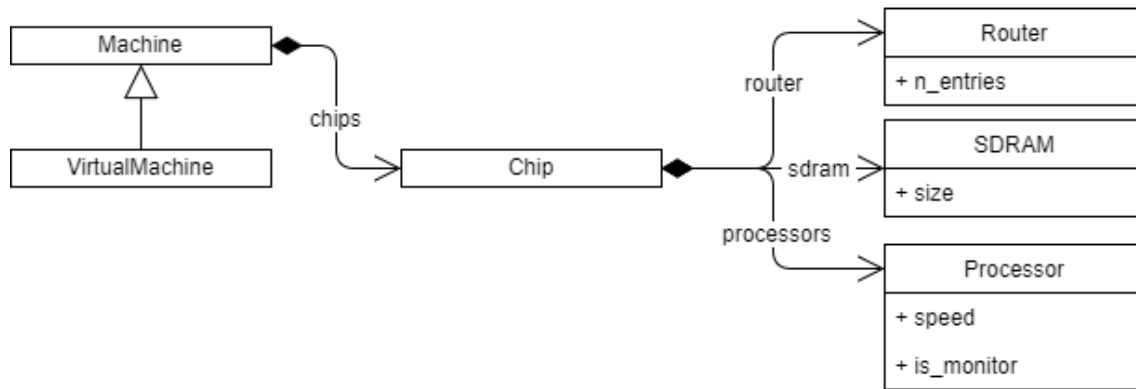 Machine
VirtualMachine
chips
Chip
router
sdram
processors
Router
+ n_entries
SDRAM
+ size
Processor
+ speed
+ is_monitor